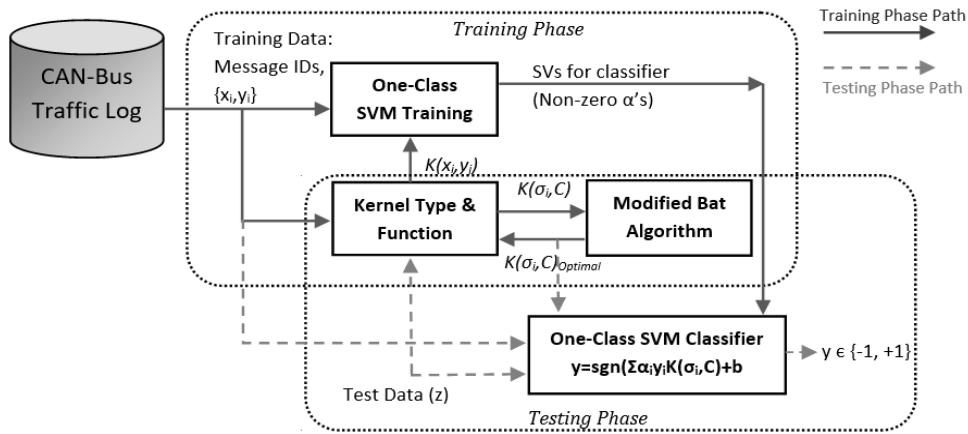 Training Phase
Training Phase Path
Testing Phase Path
CAN-Bus
Traffic Log
Training Data:
Message IDs,
{xᵢ,yᵢ}
One-Class
SVM Training
SVs for classifier
(Non-zero α’s)
K(xᵢ,yᵢ)
Kernel Type &
Function
K(σᵢ,C)
Modified Bat
Algorithm
K(σᵢ,C)Optimal
One-Class SVM Classifier
y=sgn(ΣαᵢyᵢK(σᵢ,C)+b
y ϵ {-1, +1}
Test Data (z)
Testing Phase